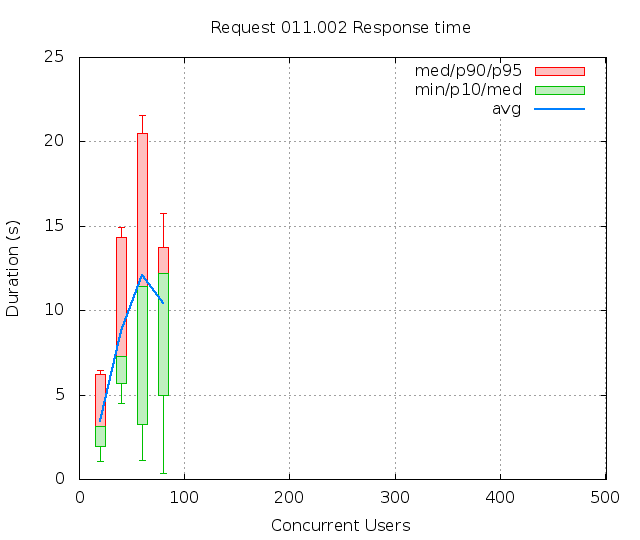 Request 011.002 Response time
25
20
15
10
5
0
Duration (s)
med/p90/p95
min/p10/med
avg
0 100 200 300 400 500
Concurrent Users